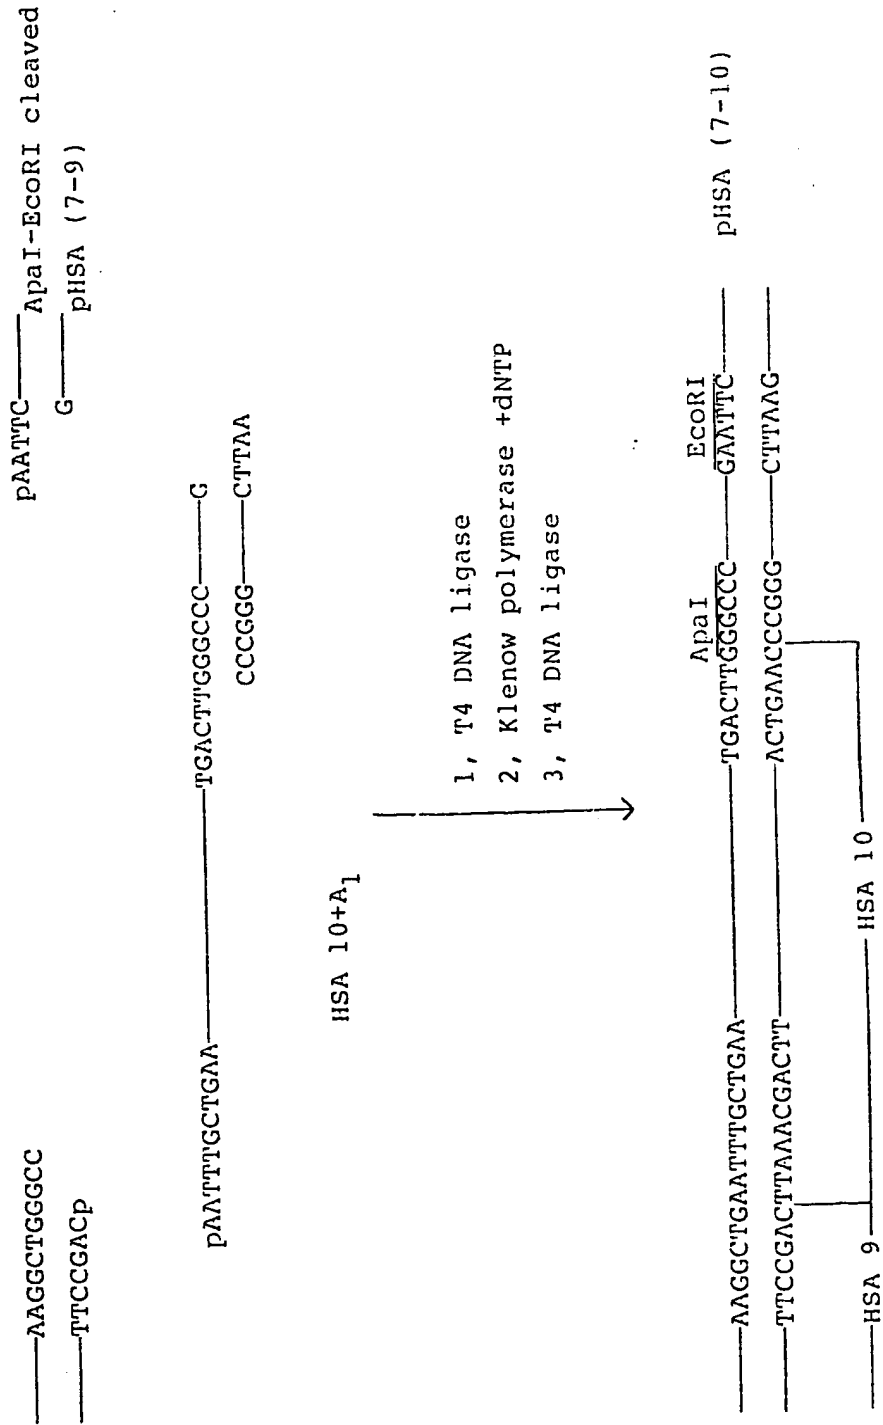 AAGGCTGGGCC pAATTC ApaI-EcoRI cleaved
TTCCGACp G pHSA (7-9)
pAATTTGCTGAA TGACTTGGGCCC G
CCCGGG CTTAA
HSA 10+A1
1, T4 DNA ligase
2, Klenow polymerase +dNTP
3, T4 DNA ligase
ApaI EcoRI
AAGGCTGAATTTGCTGAA TGACTTGGGCCC GAATTC pHSA (7-10)
TTCCGACTTAAACGACTT ACTGAACCCGGG CTTAAG
HSA 9 HSA 10